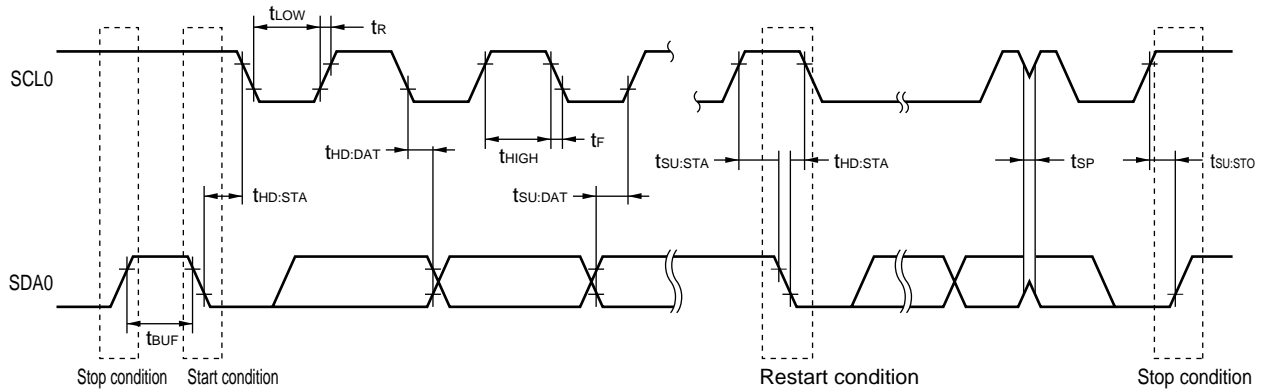 tLOW
tR
SCL0
tHD:DAT
tHIGH
tF
tSU:STA
tHD:STA
tSP
tSU:STO
tHD:STA
tSU:DAT
SDA0
tBUF
Stop condition
Start condition
Restart condition
Stop condition